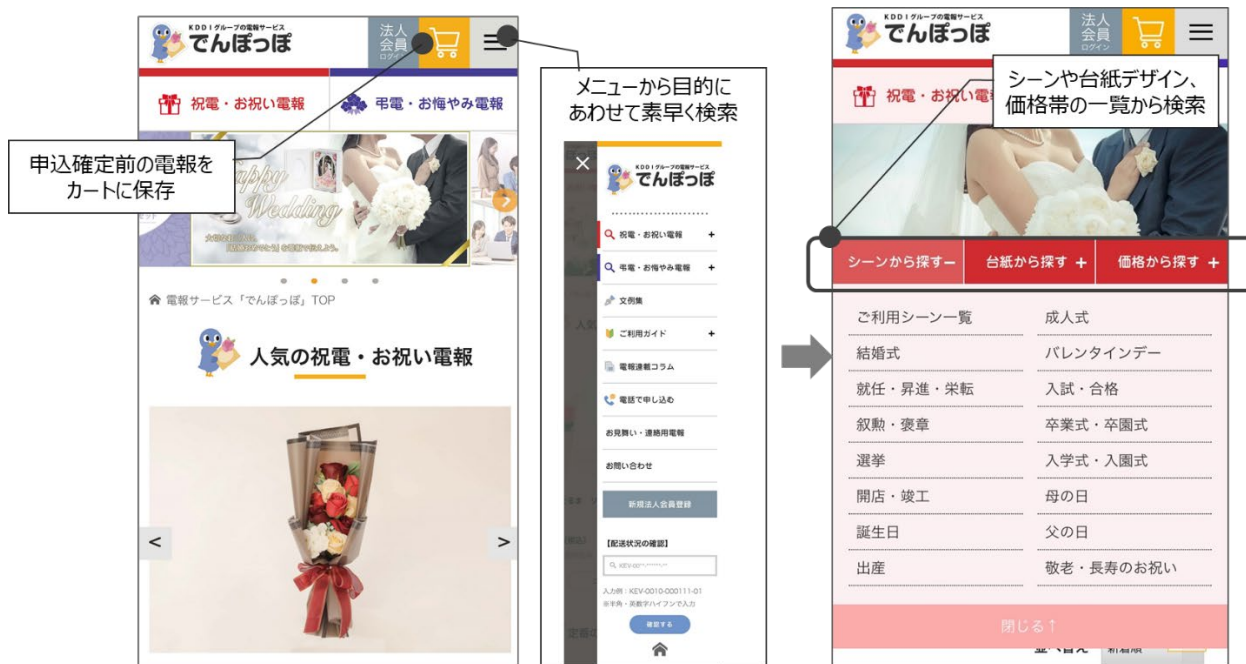 KDDIグループの電報サービス
でんぽっぽ
法人
会員
ログイン
祝電・お祝い電報
弔電・お悔やみ電報
申込確定前の電報を
カートに保存
Happy
Wedding
電報サービス「でんぽっぽ」TOP
人気の祝電・お祝い電報
<
>
メニューから目的に
あわせて素早く検索
×
KDDIグループの電報サービス
でんぽっぽ
祝電・お祝い電報 +
弔電・お悔やみ電報 +
文例集
ご利用ガイド +
電報連載コラム
電話で申し込む
お見舞い・連絡用電報
お問い合わせ
新規法人会員登録
【配送状況の確認】
入力例：KEV-0010-000111-01
※半角・英数字ハイフンで入力
確認する
KDDIグループの電報サービス
でんぽっぽ
法人
会員
ログイン
祝電・お祝い電
シーンや台紙デザイン、
価格帯の一覧から検索
シーンから探す− 台紙から探す + 価格から探す +
ご利用シーン一覧 成人式
結婚式 バレンタインデー
就任・昇進・栄転 入試・合格
叙勲・褒章 卒業式・卒園式
選挙 入学式・入園式
開店・竣工 母の日
誕生日 父の日
出産 敬老・長寿のお祝い
閉じる↑
並べ替え 新着順